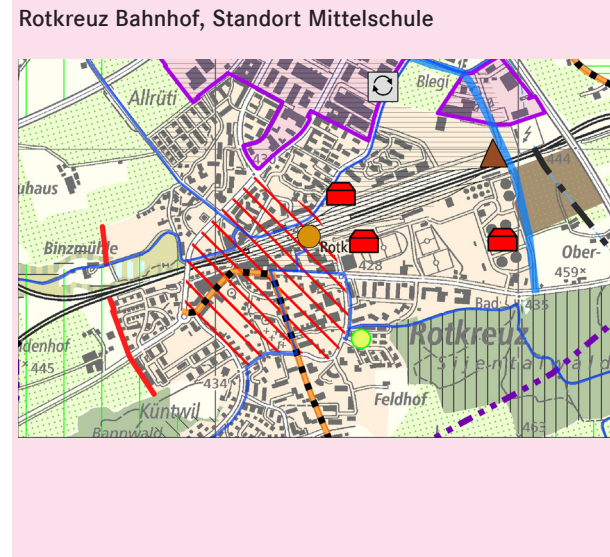 Rotkreuz Bahnhof, Standort Mittelschule
Blegi
Allrüti
444
uhaus
Rotk
Binzmühle
428
Ober-
459
Bad
435
Rotkreuz
denhof
445
434
Feldhof
Küntwil
Bannwald
463